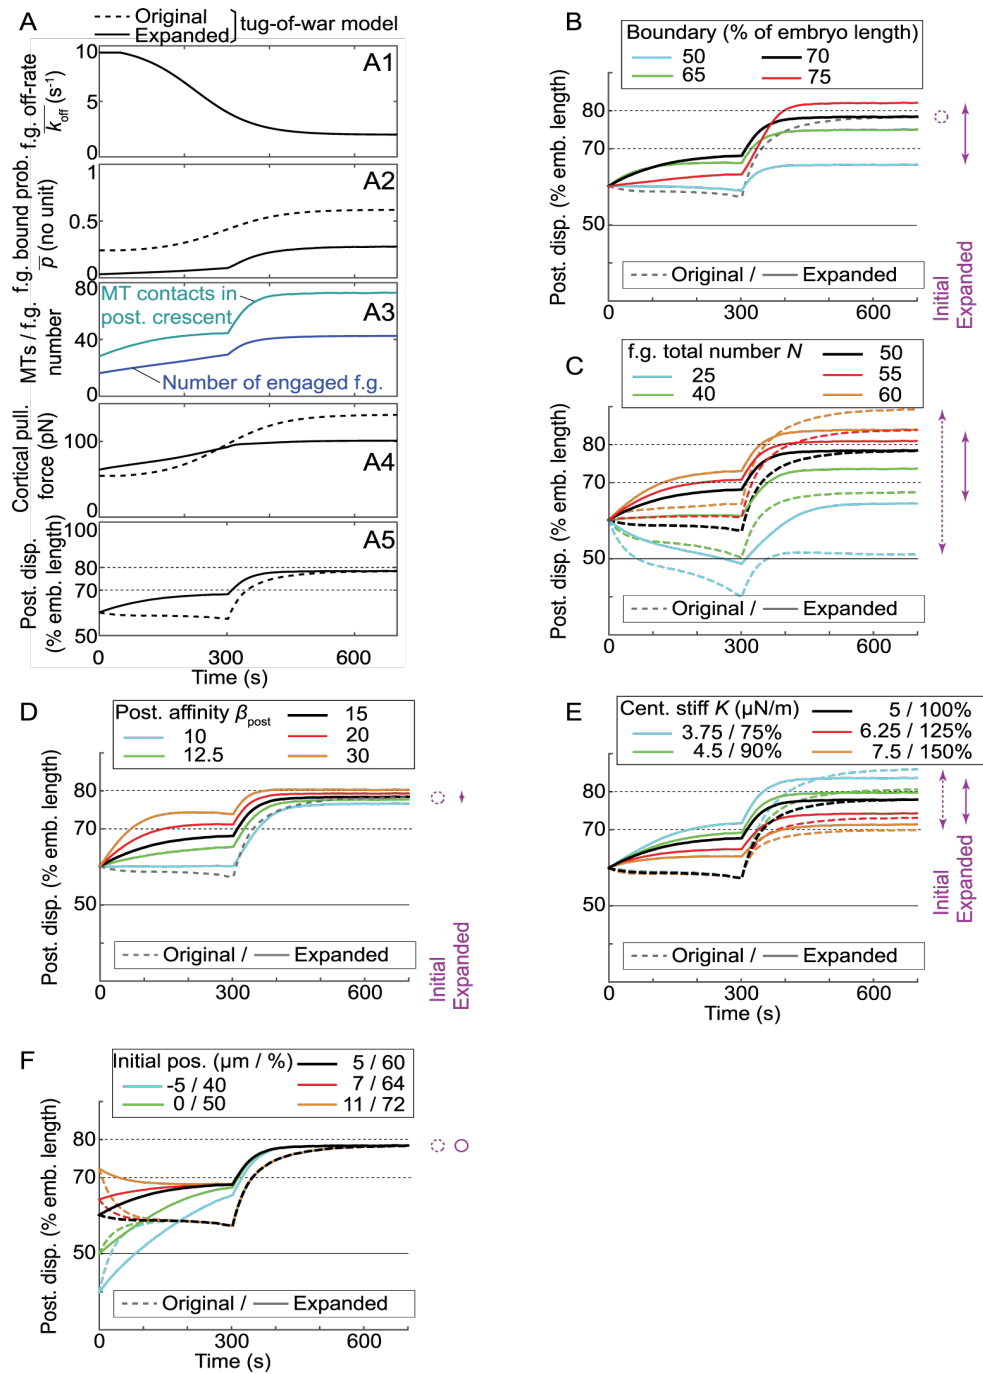 A
Original
Expanded
tug-of-war model
f.g. off-rate
k̅off (s⁻¹)
10
5
0
A1
f.g. bound prob.
p̅ (no unit)
1
0.5
0
A2
MTs / f.g.
number
80
40
0
MT contacts in
post. crescent
A3
Number of engaged f.g.
Cortical pull.
force (pN)
100
A4
Post. disp.
(% emb. length)
100
80
70
50
A5
0
300
600
Time (s)
B
Boundary (% of embryo length)
50
70
65
75
Post. disp. (% emb. length)
80
70
50
Original / Expanded
0
300
600
Initial
Expanded
C
f.g. total number N
50
25
55
40
60
Post. disp. (% emb. length)
80
70
50
Original / Expanded
0
300
600
D
Post. affinity βpost
15
10
20
12.5
30
Post. disp. (% emb. length)
80
70
50
Original / Expanded
0
300
600
Time (s)
Initial
Expanded
E
Cent. stiff K (µN/m)
5 / 100%
3.75 / 75%
6.25 / 125%
4.5 / 90%
7.5 / 150%
Post. disp. (% emb. length)
80
70
50
Original / Expanded
0
300
600
Time (s)
Initial
Expanded
F
Initial pos. (µm / %)
5 / 60
-5 / 40
7 / 64
0 / 50
11 / 72
Post. disp. (% emb. length)
80
70
50
Original / Expanded
0
300
600
Time (s)